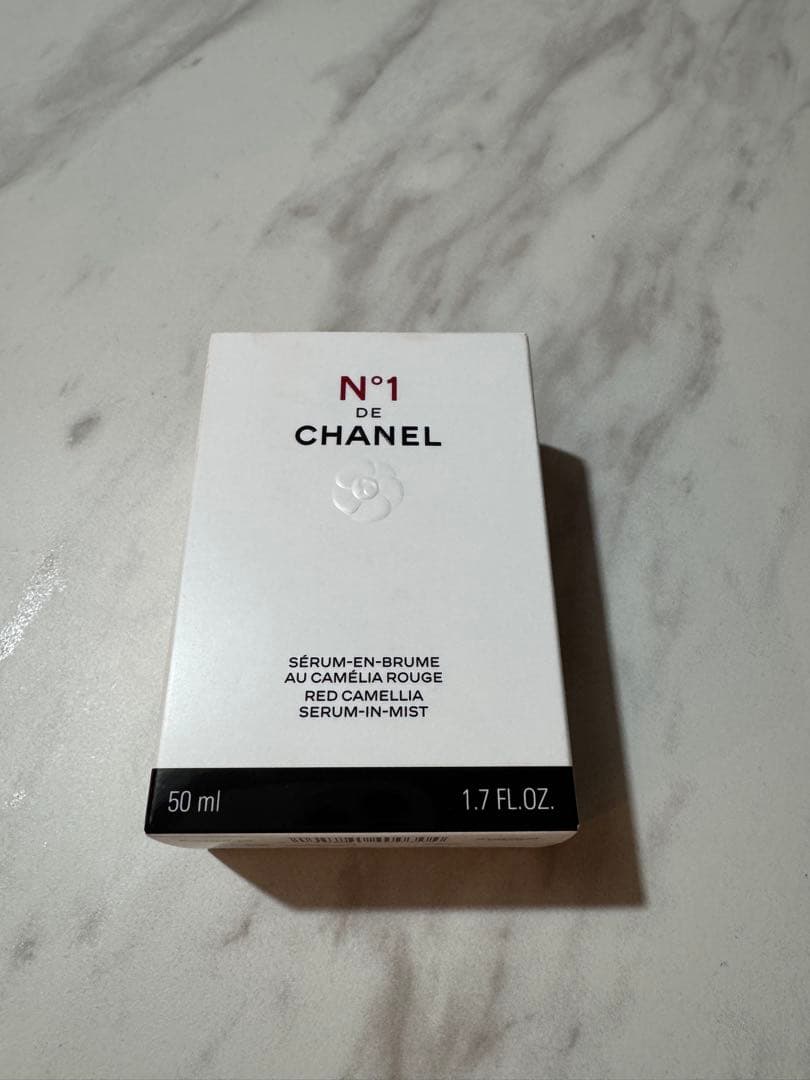 N°1
DE
CHANEL
SÉRUM-EN-BRUME
AU CAMÉLIA ROUGE
RED CAMELLIA
SERUM-IN-MIST
50 ml
1.7 FL.OZ.